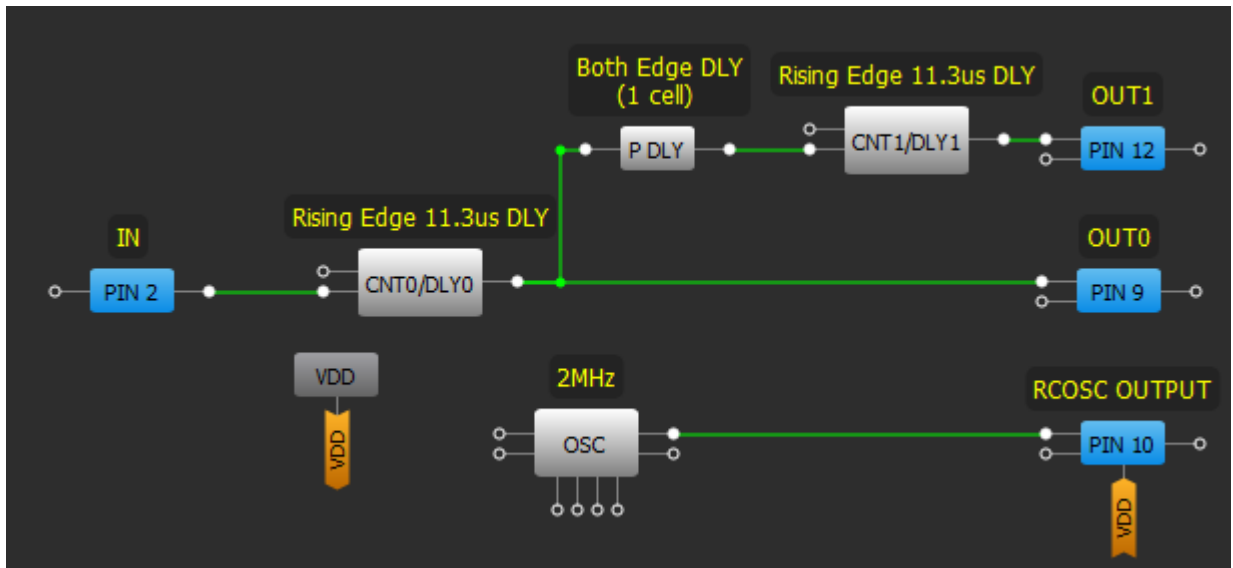 Both Edge DLY
(1 cell)
Rising Edge 11.3us DLY
OUT1
P DLY
CNT1/DLY1
PIN 12
Rising Edge 11.3us DLY
IN
OUT0
PIN 2
CNT0/DLY0
PIN 9
VDD
2MHz
RCOSC OUTPUT
VDD
OSC
PIN 10
VDD